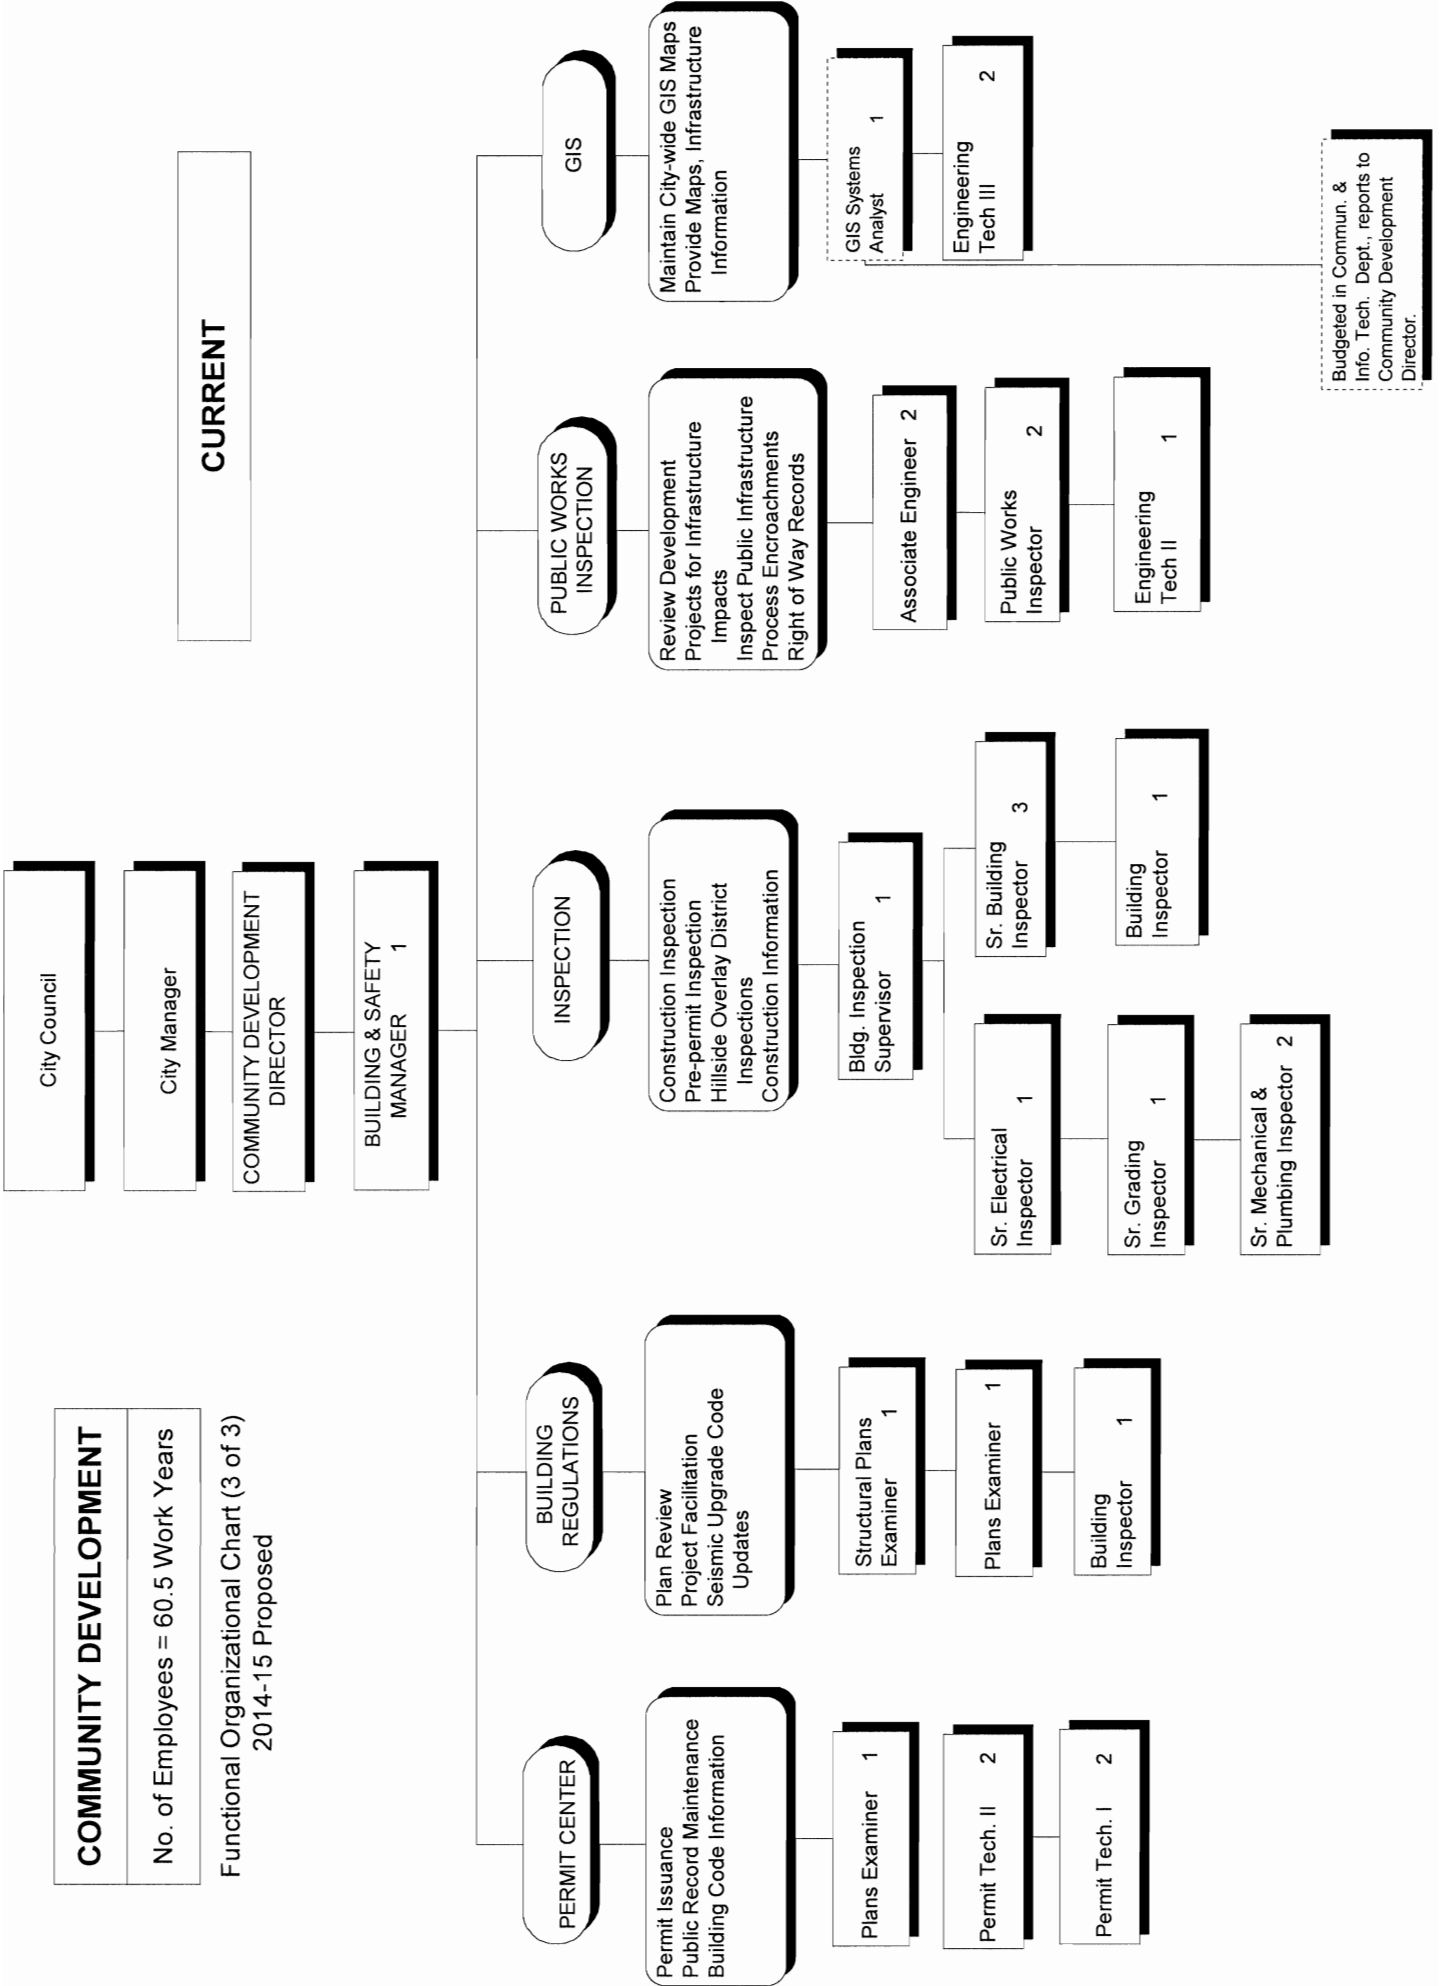 COMMUNITY DEVELOPMENT
No. of Employees = 60.5 Work Years
Functional Organizational Chart (3 of 3)
2014-15 Proposed
City Council
City Manager
COMMUNITY DEVELOPMENT
DIRECTOR
BUILDING & SAFETY
MANAGER 1
CURRENT
PERMIT CENTER
Permit Issuance
Public Record Maintenance
Building Code Information
Plans Examiner 1
Permit Tech. II 2
Permit Tech. I 2
BUILDING
REGULATIONS
Plan Review
Project Facilitation
Seismic Upgrade Code
Updates
Structural Plans
Examiner 1
Plans Examiner 1
Building
Inspector 1
INSPECTION
Construction Inspection
Pre-permit Inspection
Hillside Overlay District
Inspections
Construction Information
Bldg. Inspection
Supervisor 1
Sr. Electrical
Inspector 1
Sr. Grading
Inspector 1
Sr. Mechanical &
Plumbing Inspector 2
Sr. Building
Inspector 3
Building
Inspector 1
PUBLIC WORKS
INSPECTION
Review Development
Projects for Infrastructure
Impacts
Inspect Public Infrastructure
Process Encroachments
Right of Way Records
Associate Engineer 2
Public Works
Inspector 2
Engineering
Tech II 1
GIS
Maintain City-wide GIS Maps
Provide Maps, Infrastructure
Information
GIS Systems
Analyst 1
Engineering
Tech III 2
Budgeted in Commun. &
Info. Tech. Dept., reports to
Community Development
Director.